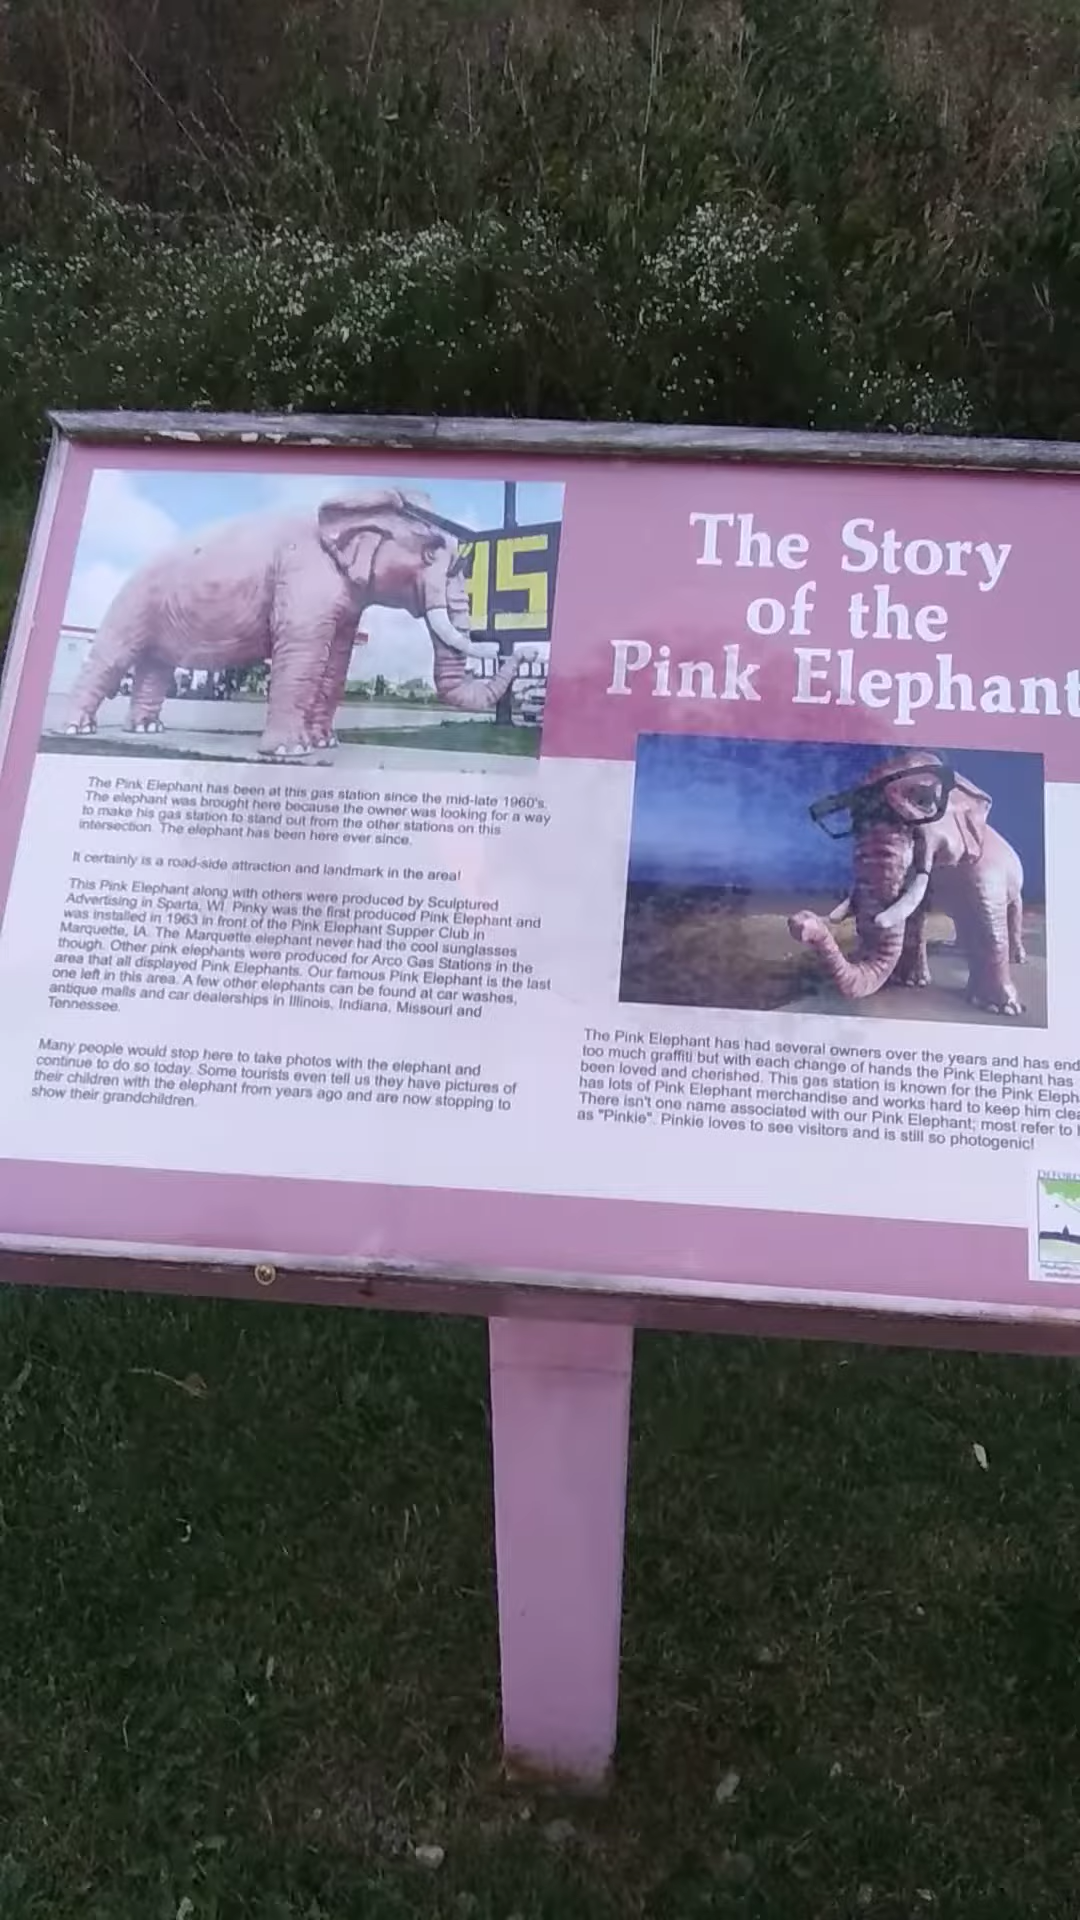 The Story
of the
Pink Elephant
The Pink Elephant has been at this gas station since the mid-late 1960's.
The elephant was brought here because the owner was looking for a way
to make his gas station to stand out from the other stations on this
intersection. The elephant has been here ever since.
It certainly is a road-side attraction and landmark in the area!
This Pink Elephant along with others were produced by Sculptured
Advertising in Sparta, WI. Pinky was the first produced Pink Elephant and
was installed in 1963 in front of the Pink Elephant Supper Club in
Marquette, IA. The Marquette elephant never had the cool sunglasses
though. Other pink elephants were produced for Arco Gas Stations in the
area that all displayed Pink Elephants. Our famous Pink Elephant is the last
one left in this area. A few other elephants can be found at car washes,
antique malls and car dealerships in Illinois, Indiana, Missouri and
Tennessee.
Many people would stop here to take photos with the elephant and
continue to do so today. Some tourists even tell us they have pictures of
their children with the elephant from years ago and are now stopping to
show their grandchildren.
The Pink Elephant has had several owners over the years and has
too much graffiti but with each change of hands the Pink Elephant has
been loved and cherished. This gas station is known for the Pink
has lots of Pink Elephant merchandise and works hard to keep him
There isn't one name associated with our Pink Elephant; most refer to
as "Pinkie". Pinkie loves to see visitors and is still so photogenic!